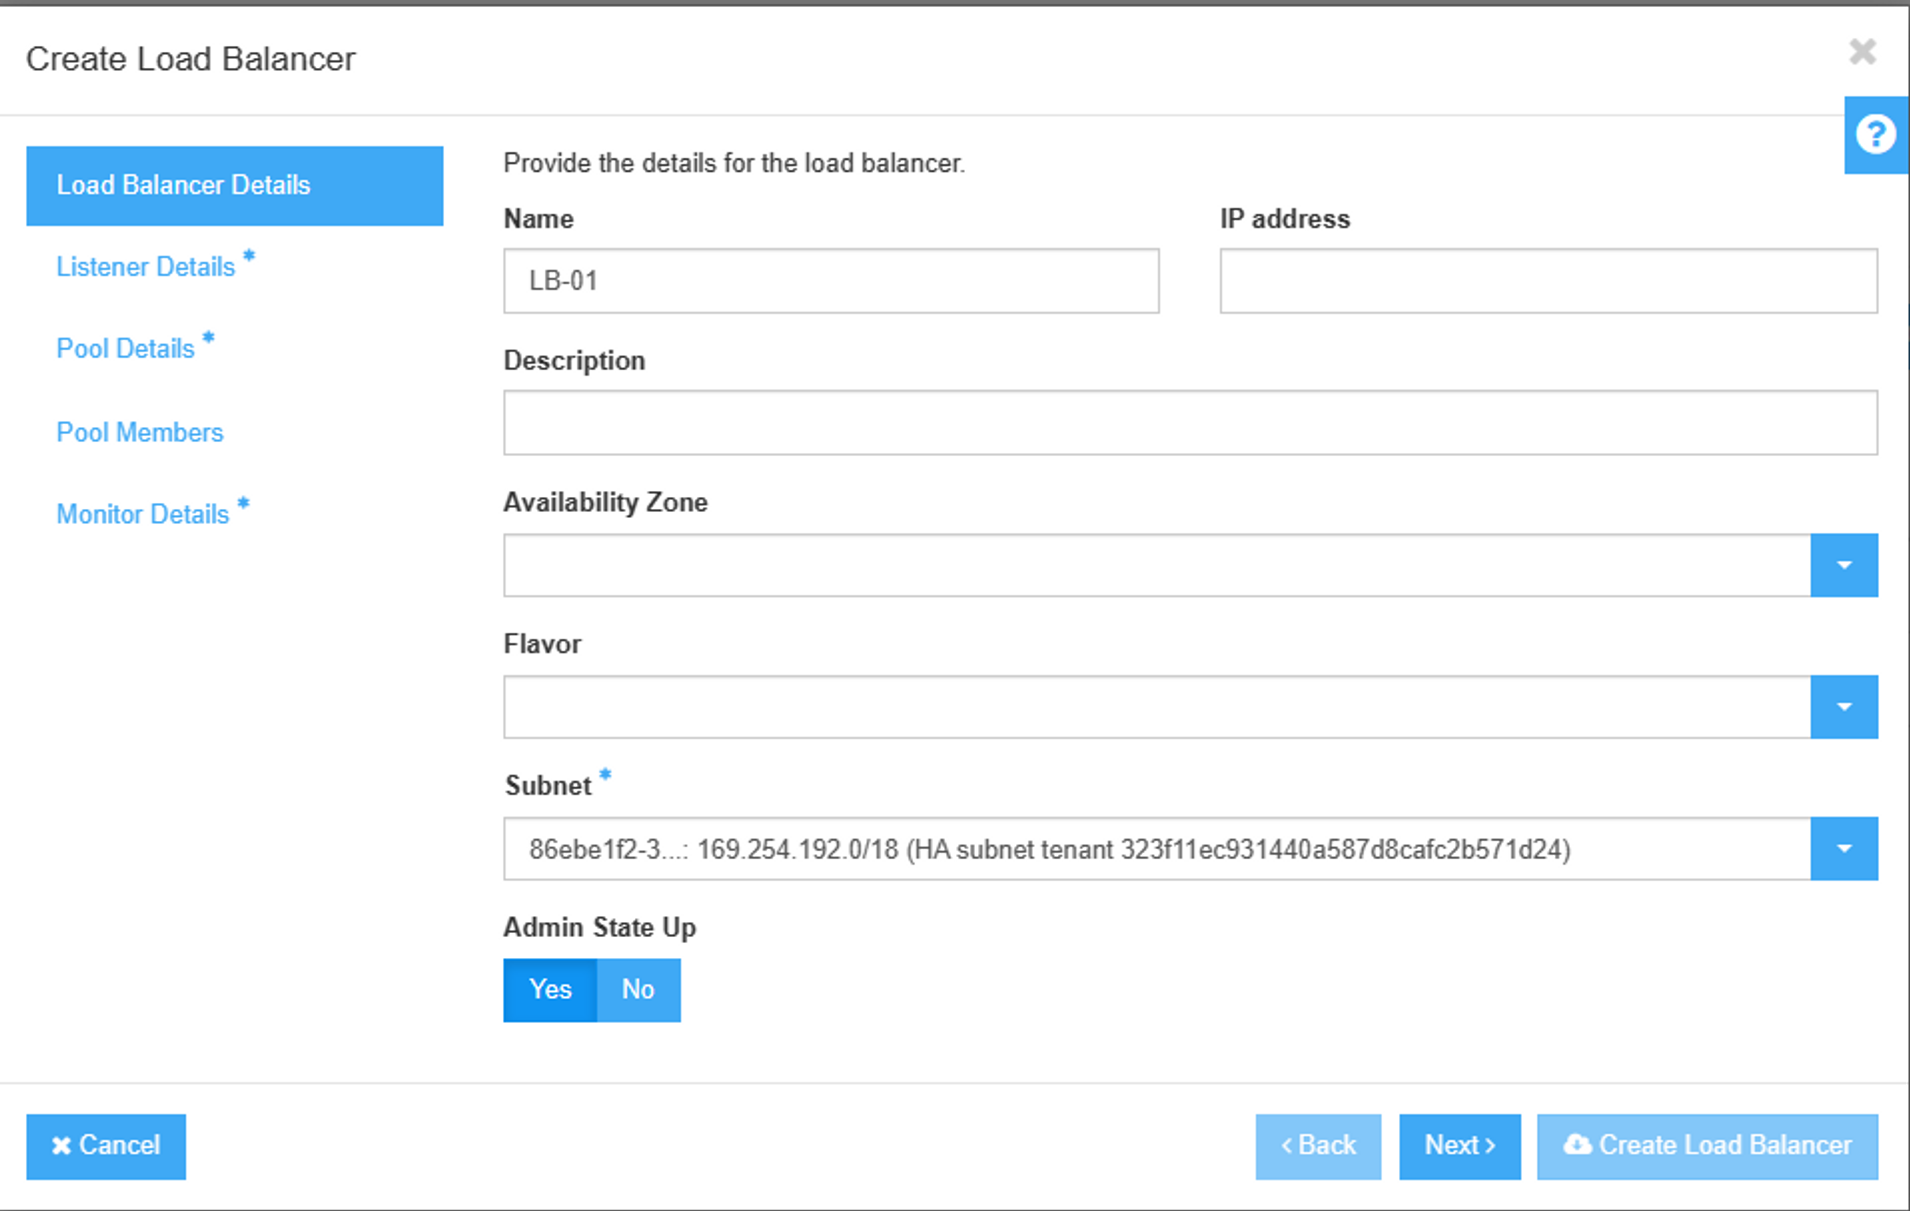 Create Load Balancer
Load Balancer Details
Listener Details *
Pool Details *
Pool Members
Monitor Details *
Provide the details for the load balancer.
Name
LB-01
IP address
Description
Availability Zone
Flavor
Subnet *
86ebe1f2-3...: 169.254.192.0/18 (HA subnet tenant 323f11ec931440a587d8cafc2b571d24)
Admin State Up
Yes No
Cancel
Back
Next
Create Load Balancer